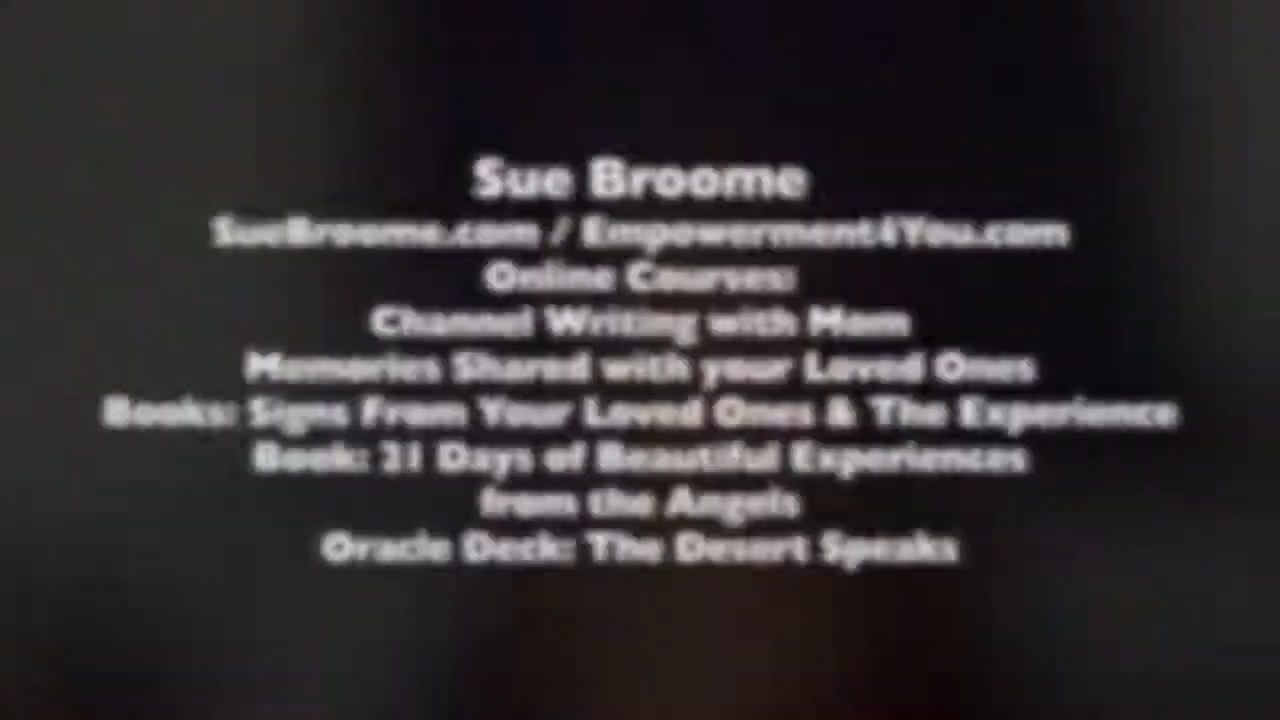 Sue Broome
SueBroome.com / Empowerment4You.com
Online Courses:
Channel Writing with Mom
Memories Shared with your Loved Ones
Books: Signs From Your Loved Ones & The Experience
Book: 21 Days of Beautiful Experiences
from the Angels
Oracle Deck: The Desert Speaks